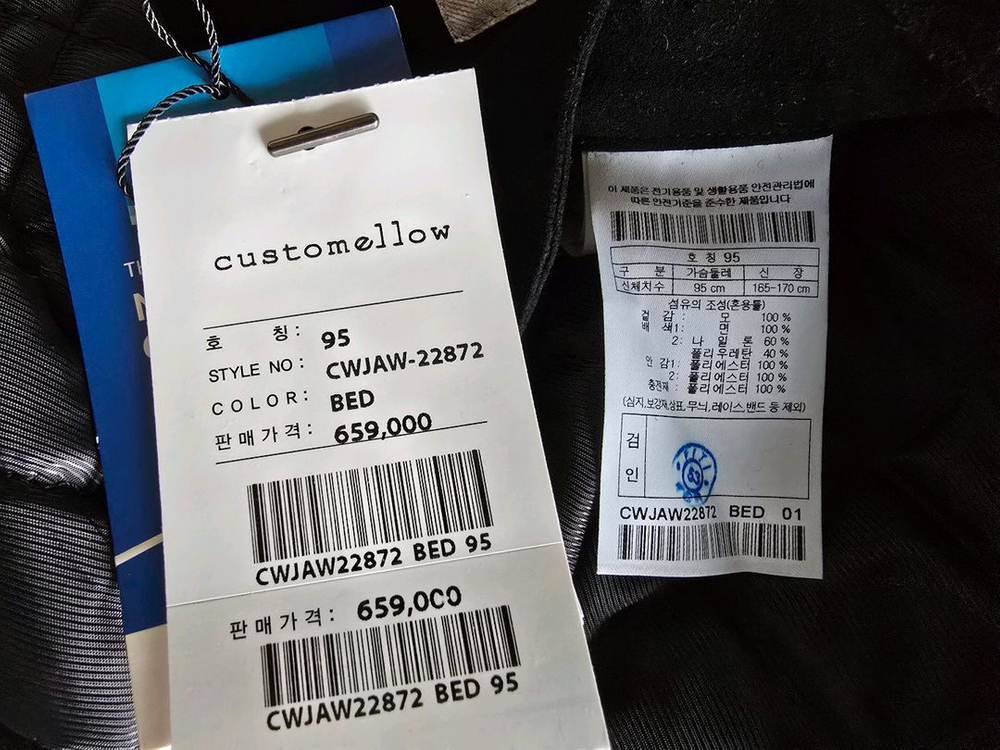 customellow
호 칭 : 95
STYLE NO : CWJAW-22872
COLOR : BED
판매가격 : 659,000
CWJAW22872 BED 95
판매가격 : 659,000
CWJAW22872 BED 95
이 제품은 전기용품 및 생활용품 안전관리법에
따른 안전기준을 준수한 제품입니다
호 칭 95
구 분 가슴둘레 신 장
신체치수 95 cm 165-170 cm
섬유의 조성(혼용률)
겉 감 : 모 100 %
배 색1: 면 100 %
2: 나 일 론 60 %
폴리우레탄 40 %
안 감1: 폴리에스터 100 %
2: 폴리에스터 100 %
충전재 : 폴리에스터 100 %
(심지,보강재,상표,무늬,레이스,밴드 등 제외)
검
인
FITI
63
CWJAW22872 BED 01